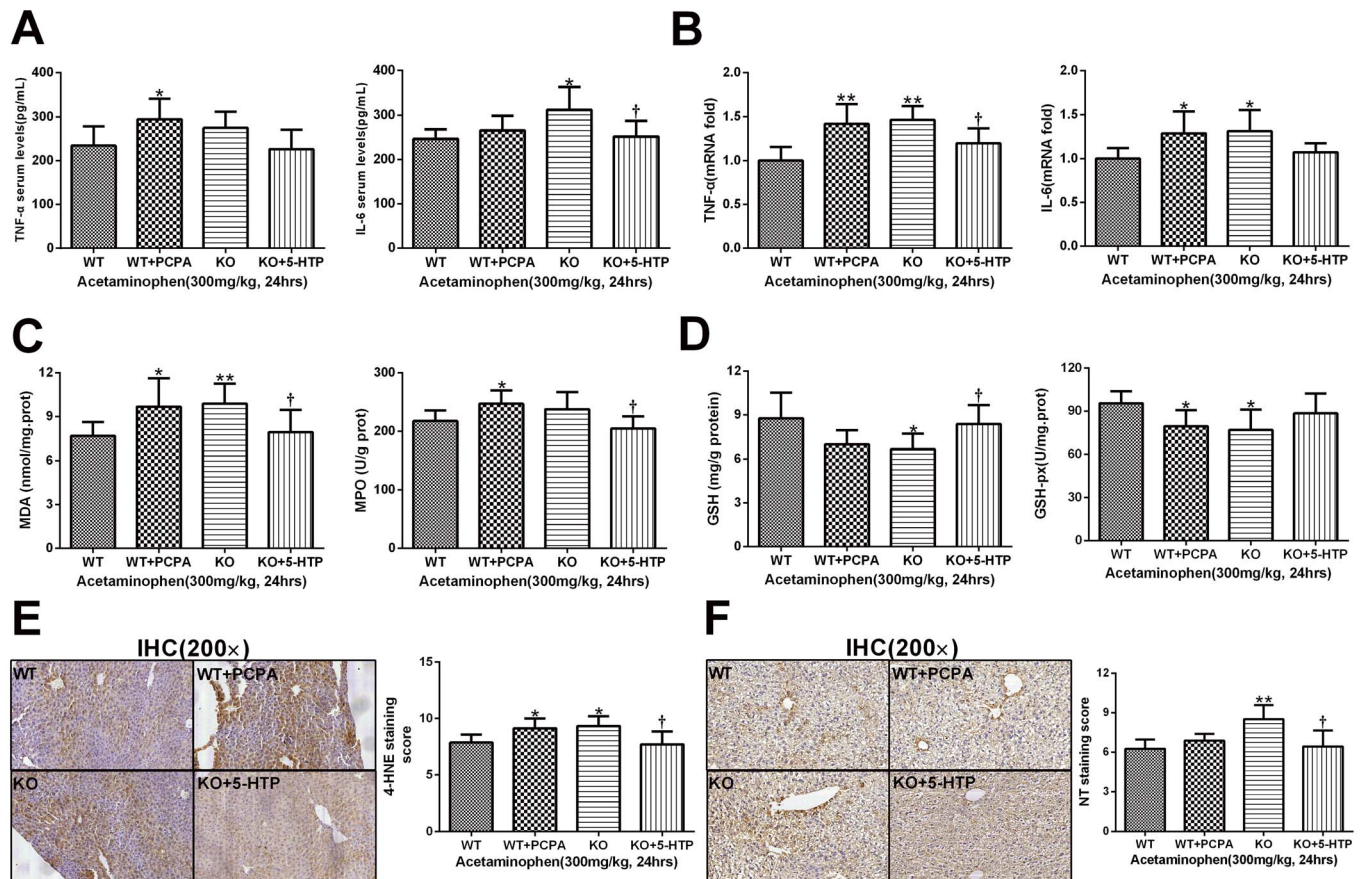 A
TNF-α serum levels(pg/mL)
400
300
200
100
0
*
WT
WT+PCPA
KO
KO+5-HTP
Acetaminophen(300mg/kg, 24hrs)
IL-6 serum levels(pg/mL)
400
300
200
100
0
*
†
WT
WT+PCPA
KO
KO+5-HTP
Acetaminophen(300mg/kg, 24hrs)
B
TNF-α(mRNA fold)
2.0
1.5
1.0
0.5
0.0
**
**
†
WT
WT+PCPA
KO
KO+5-HTP
Acetaminophen(300mg/kg, 24hrs)
IL-6(mRNA fold)
2.0
1.5
1.0
0.5
0.0
*
*
WT
WT+PCPA
KO
KO+5-HTP
Acetaminophen(300mg/kg, 24hrs)
C
MDA (nmol/mg.prot)
12
9
6
3
0
*
**
†
WT
WT+PCPA
KO
KO+5-HTP
Acetaminophen(300mg/kg, 24hrs)
MPO (U/g prot)
300
200
100
0
*
†
WT
WT+PCPA
KO
KO+5-HTP
Acetaminophen(300mg/kg, 24hrs)
D
GSH (mg/g protein)
12
9
6
3
0
*
†
WT
WT+PCPA
KO
KO+5-HTP
Acetaminophen(300mg/kg, 24hrs)
GSH-px(U/mg.prot)
120
90
60
30
0
*
*
WT
WT+PCPA
KO
KO+5-HTP
Acetaminophen(300mg/kg, 24hrs)
E
IHC(200×)
WT
WT+PCPA
KO
KO+5-HTP
4-HNE staining
score
15
10
5
0
*
*
†
WT
WT+PCPA
KO
KO+5-HTP
Acetaminophen(300mg/kg, 24hrs)
F
IHC(200×)
WT
WT+PCPA
KO
KO+5-HTP
NT staining score
12
9
6
3
0
**
†
WT
WT+PCPA
KO
KO+5-HTP
Acetaminophen(300mg/kg, 24hrs)